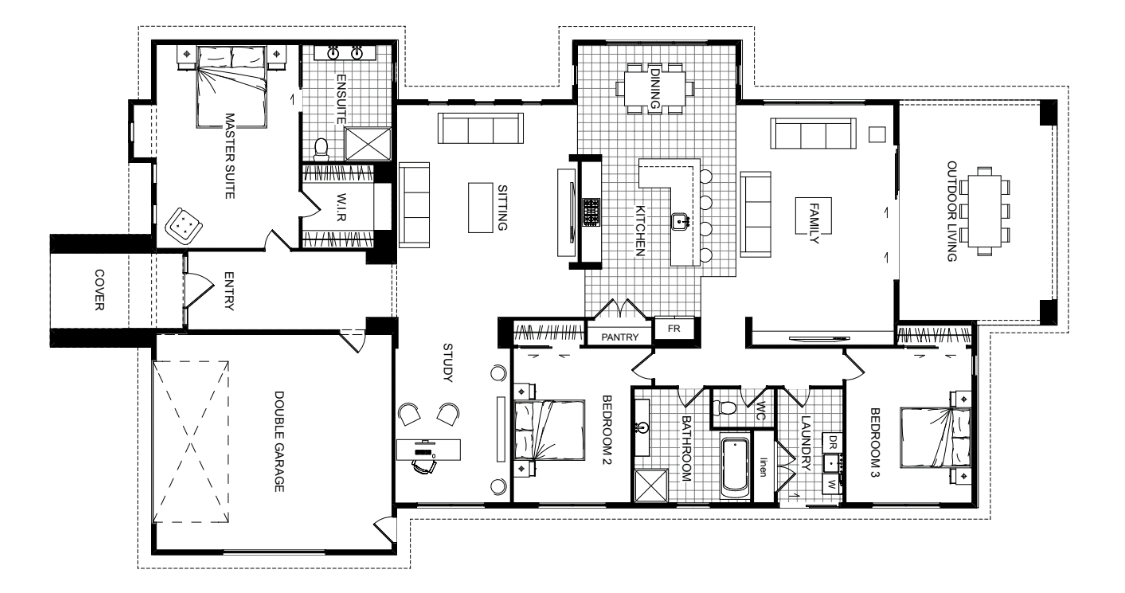 DINING
ENSUITE
MASTER SUITE
W.I.R
SITTING
KITCHEN
FAMILY
OUTDOOR LIVING
COVER
ENTRY
STUDY
PANTRY
FR
DOUBLE GARAGE
BEDROOM 2
BATHROOM
WC
linen
LAUNDRY
DR
W
BEDROOM 3